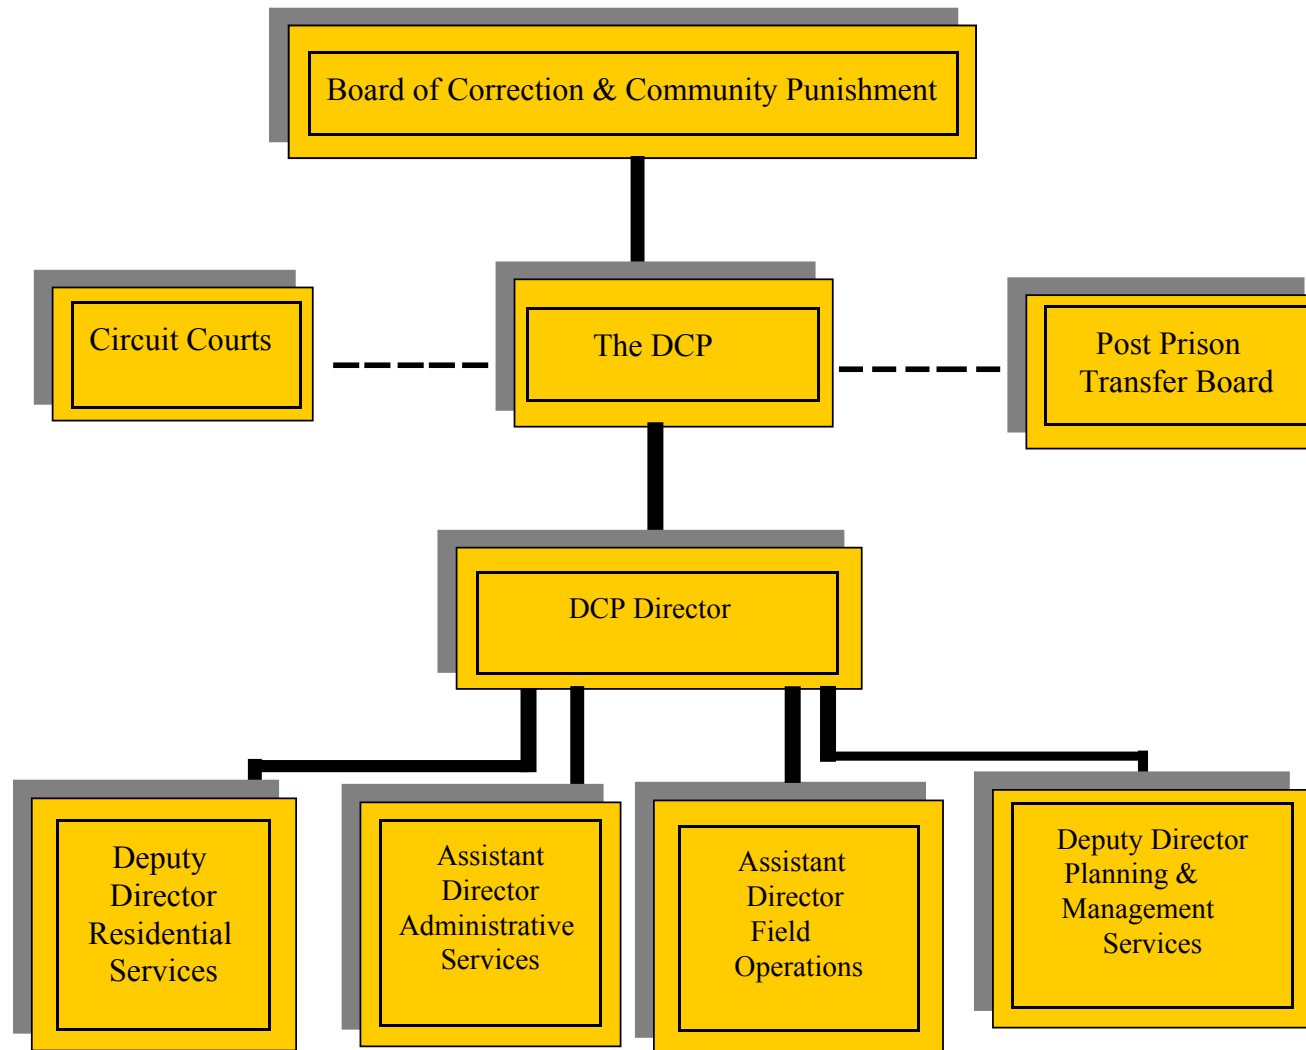 Board of Correction & Community Punishment
Circuit Courts
The DCP
Post Prison
Transfer Board
DCP Director
Deputy
Director
Residential
Services
Assistant
Director
Administrative
Services
Assistant
Director
Field
Operations
Deputy Director
Planning &
Management
Services